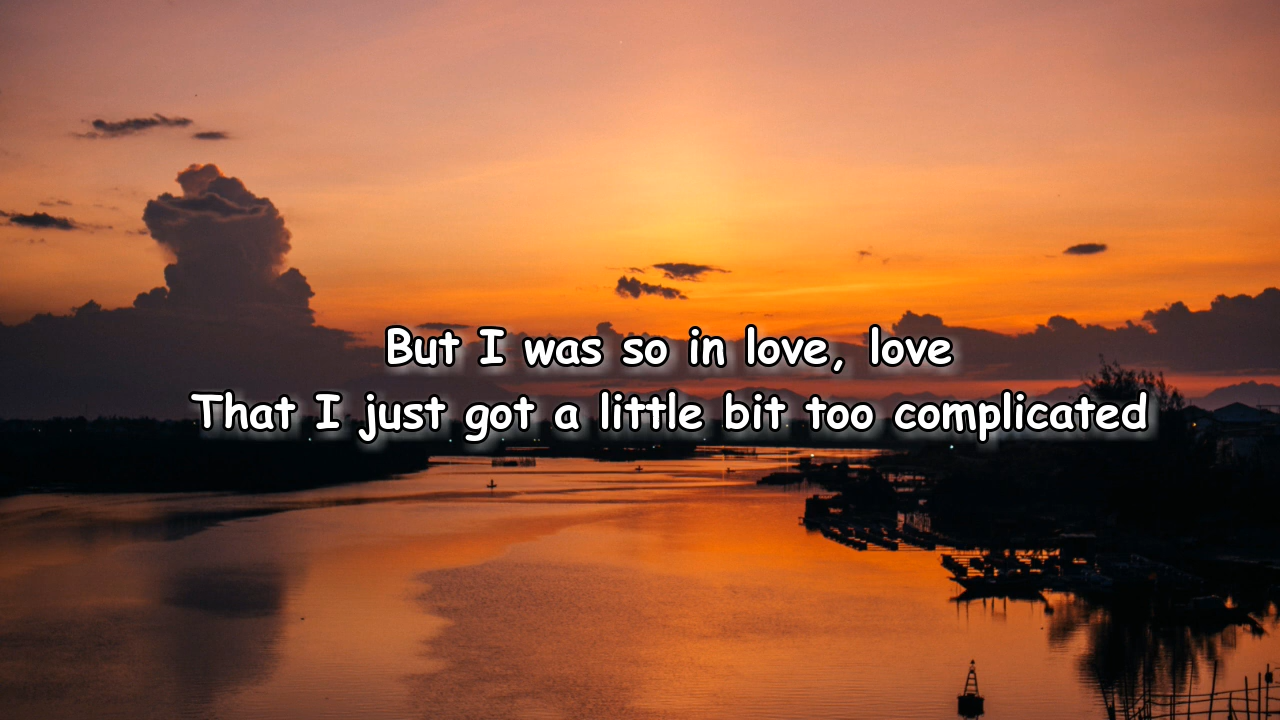 But I was so in love, love
That I just got a little bit too complicated